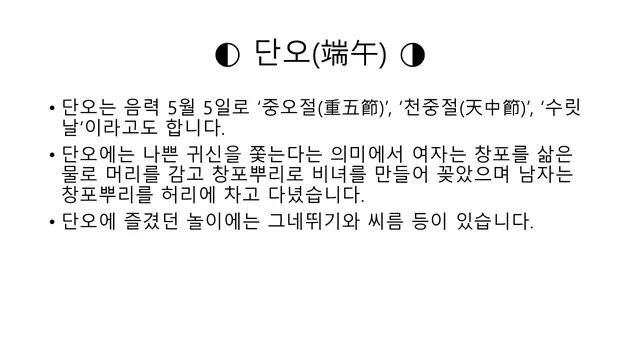 ◐ 단오(端午) ◑
• 단오는 음력 5월 5일로 ‘중오절(重五節)’, ‘천중절(天中節)’, ‘수릿
날’이라고도 합니다.
• 단오에는 나쁜 귀신을 쫓는다는 의미에서 여자는 창포를 삶은
물로 머리를 감고 창포뿌리로 비녀를 만들어 꽂았으며 남자는
창포뿌리를 허리에 차고 다녔습니다.
• 단오에 즐겼던 놀이에는 그네뛰기와 씨름 등이 있습니다.